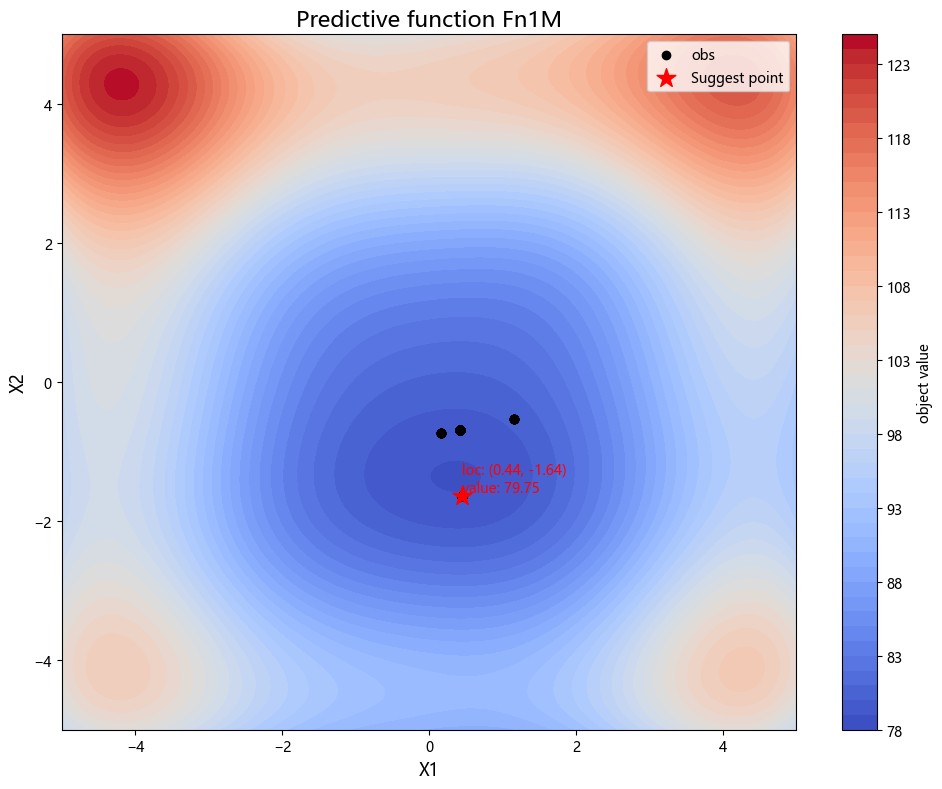 Predictive function Fn1M
obs
Suggest point
loc: (0.44, -1.64)
value: 79.75
X2
4
2
0
−2
−4
−4
−2
0
2
4
X1
123
118
113
108
103
98
93
88
83
78
object value